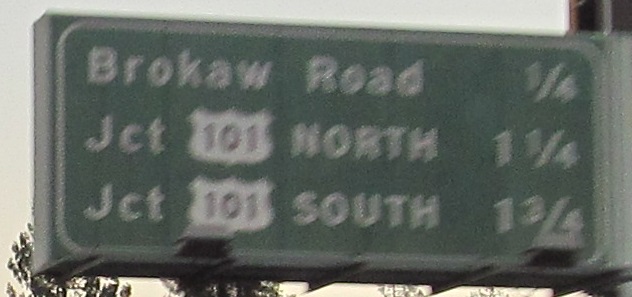 Brokaw Road 1/4
Jct 101 NORTH 1 1/4
Jct 101 SOUTH 1 3/4